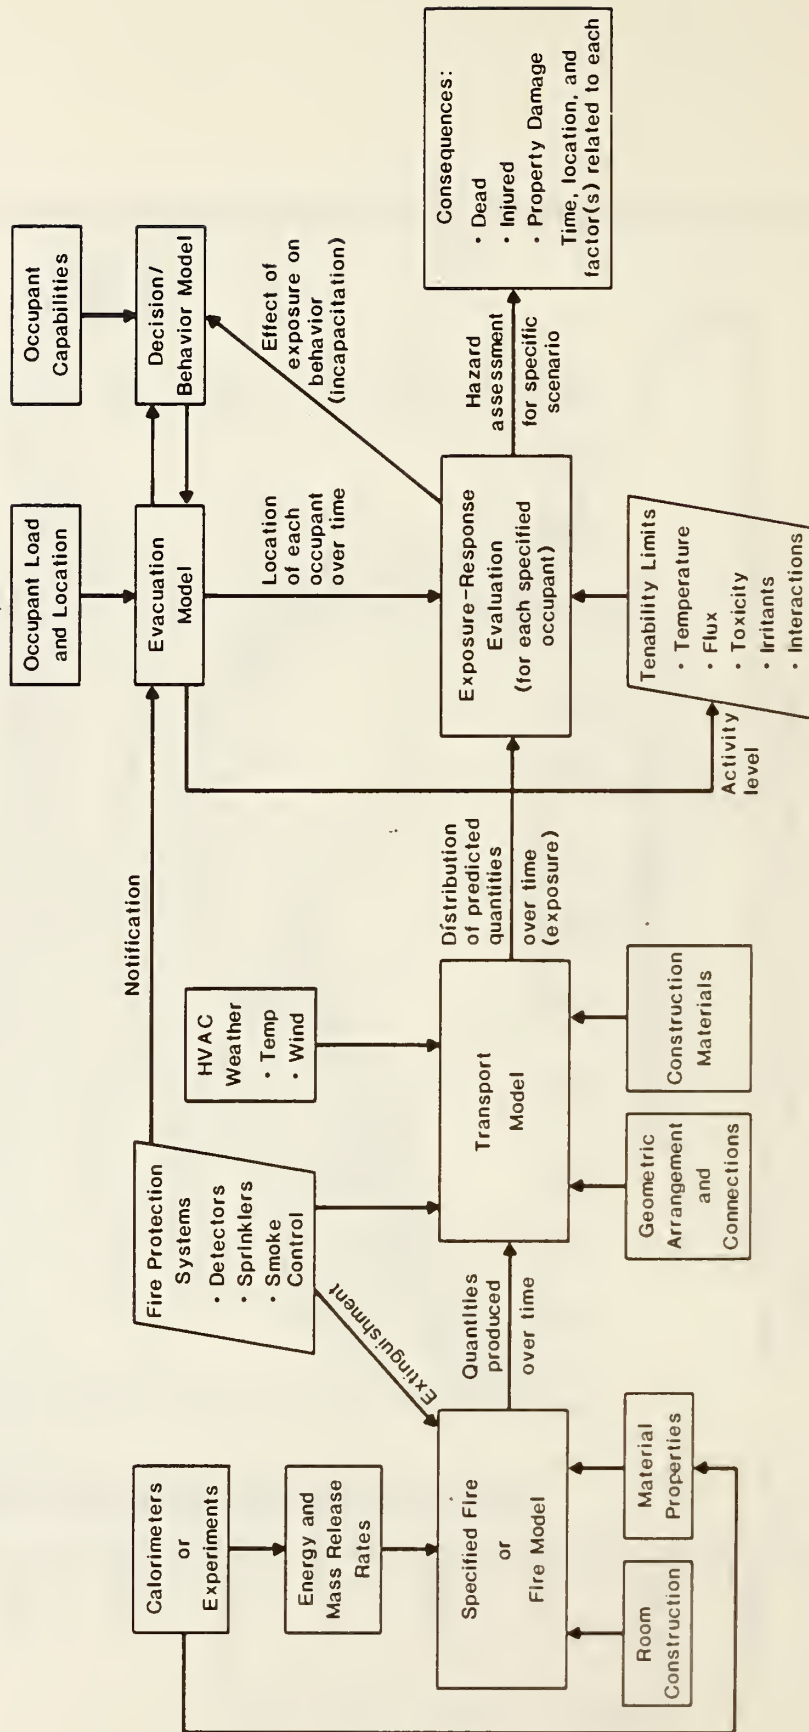 Calorimeters
or
Experiments
Energy and
Mass Release
Rates
Specified Fire
or
Fire Model
Room
Construction
Material
Properties
Fire Protection
Systems
• Detectors
• Sprinklers
• Smoke
Control
Extinguishment
Quantities
produced
over time
Notification
HVAC
Weather
• Temp
• Wind
Transport
Model
Geometric
Arrangement
and
Connections
Construction
Materials
Distribution
of predicted
quantities
over time
(exposure)
Occupant Load
and Location
Evacuation
Model
Occupant
Capabilities
Decision/
Behavior Model
Location
of each
occupant
over time
Effect of
exposure on
behavior
(incapacitation)
Exposure-Response
Evaluation
(for each specified
occupant)
Activity
level
Tenability Limits
• Temperature
• Flux
• Toxicity
• Irritants
• Interactions
Hazard
assessment
for specific
scenario
Consequences:
• Dead
• Injured
• Property Damage
Time, location, and
factor(s) related to each